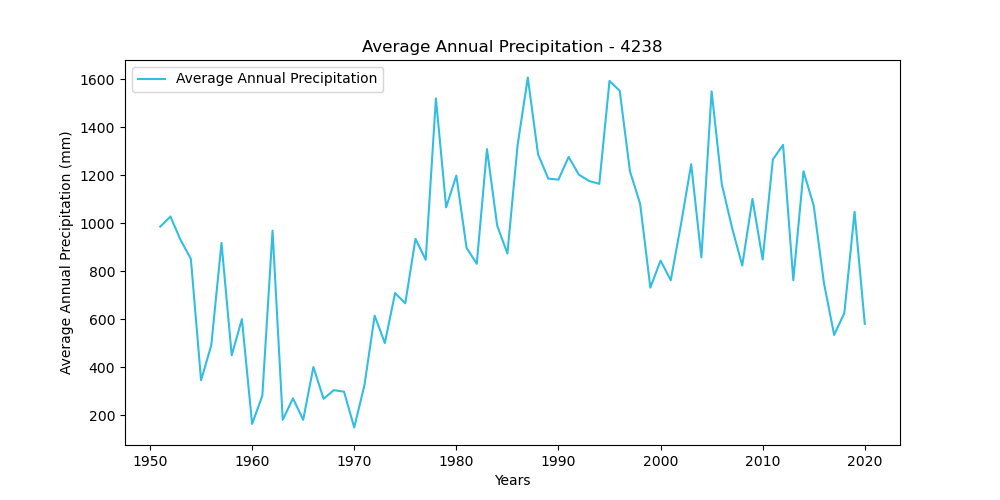 Average Annual Precipitation - 4238
Average Annual Precipitation
1600
1400
1200
1000
800
600
400
200
Average Annual Precipitation (mm)
1950 1960 1970 1980 1990 2000 2010 2020
Years